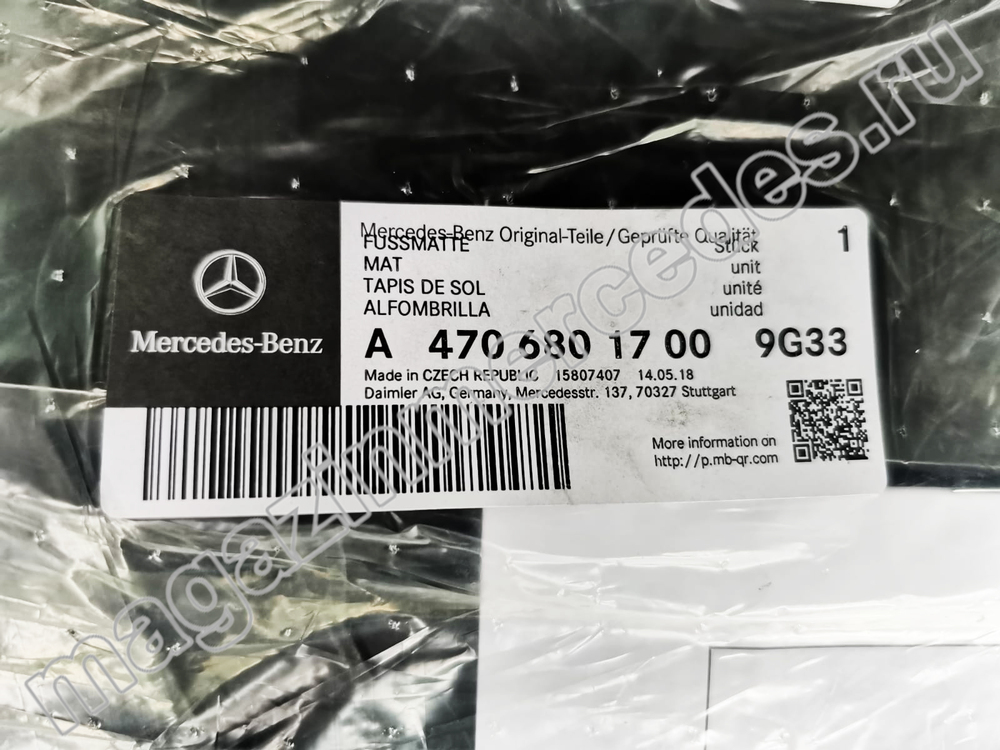 Mercedes-Benz
Mercedes-Benz Original-Teile/Geprüfte Qualität
FUSSMATTE Stück 1
MAT unit
TAPIS DE SOL unité
ALFOMBRILLA unidad
A 470 680 17 00 9G33
Made in CZECH REPUBLIC 15807407 14.05.18
Daimler AG, Germany, Mercedesstr. 137, 70327 Stuttgart
More information on
http://p.mb-qr.com
magazinmercedes.ru